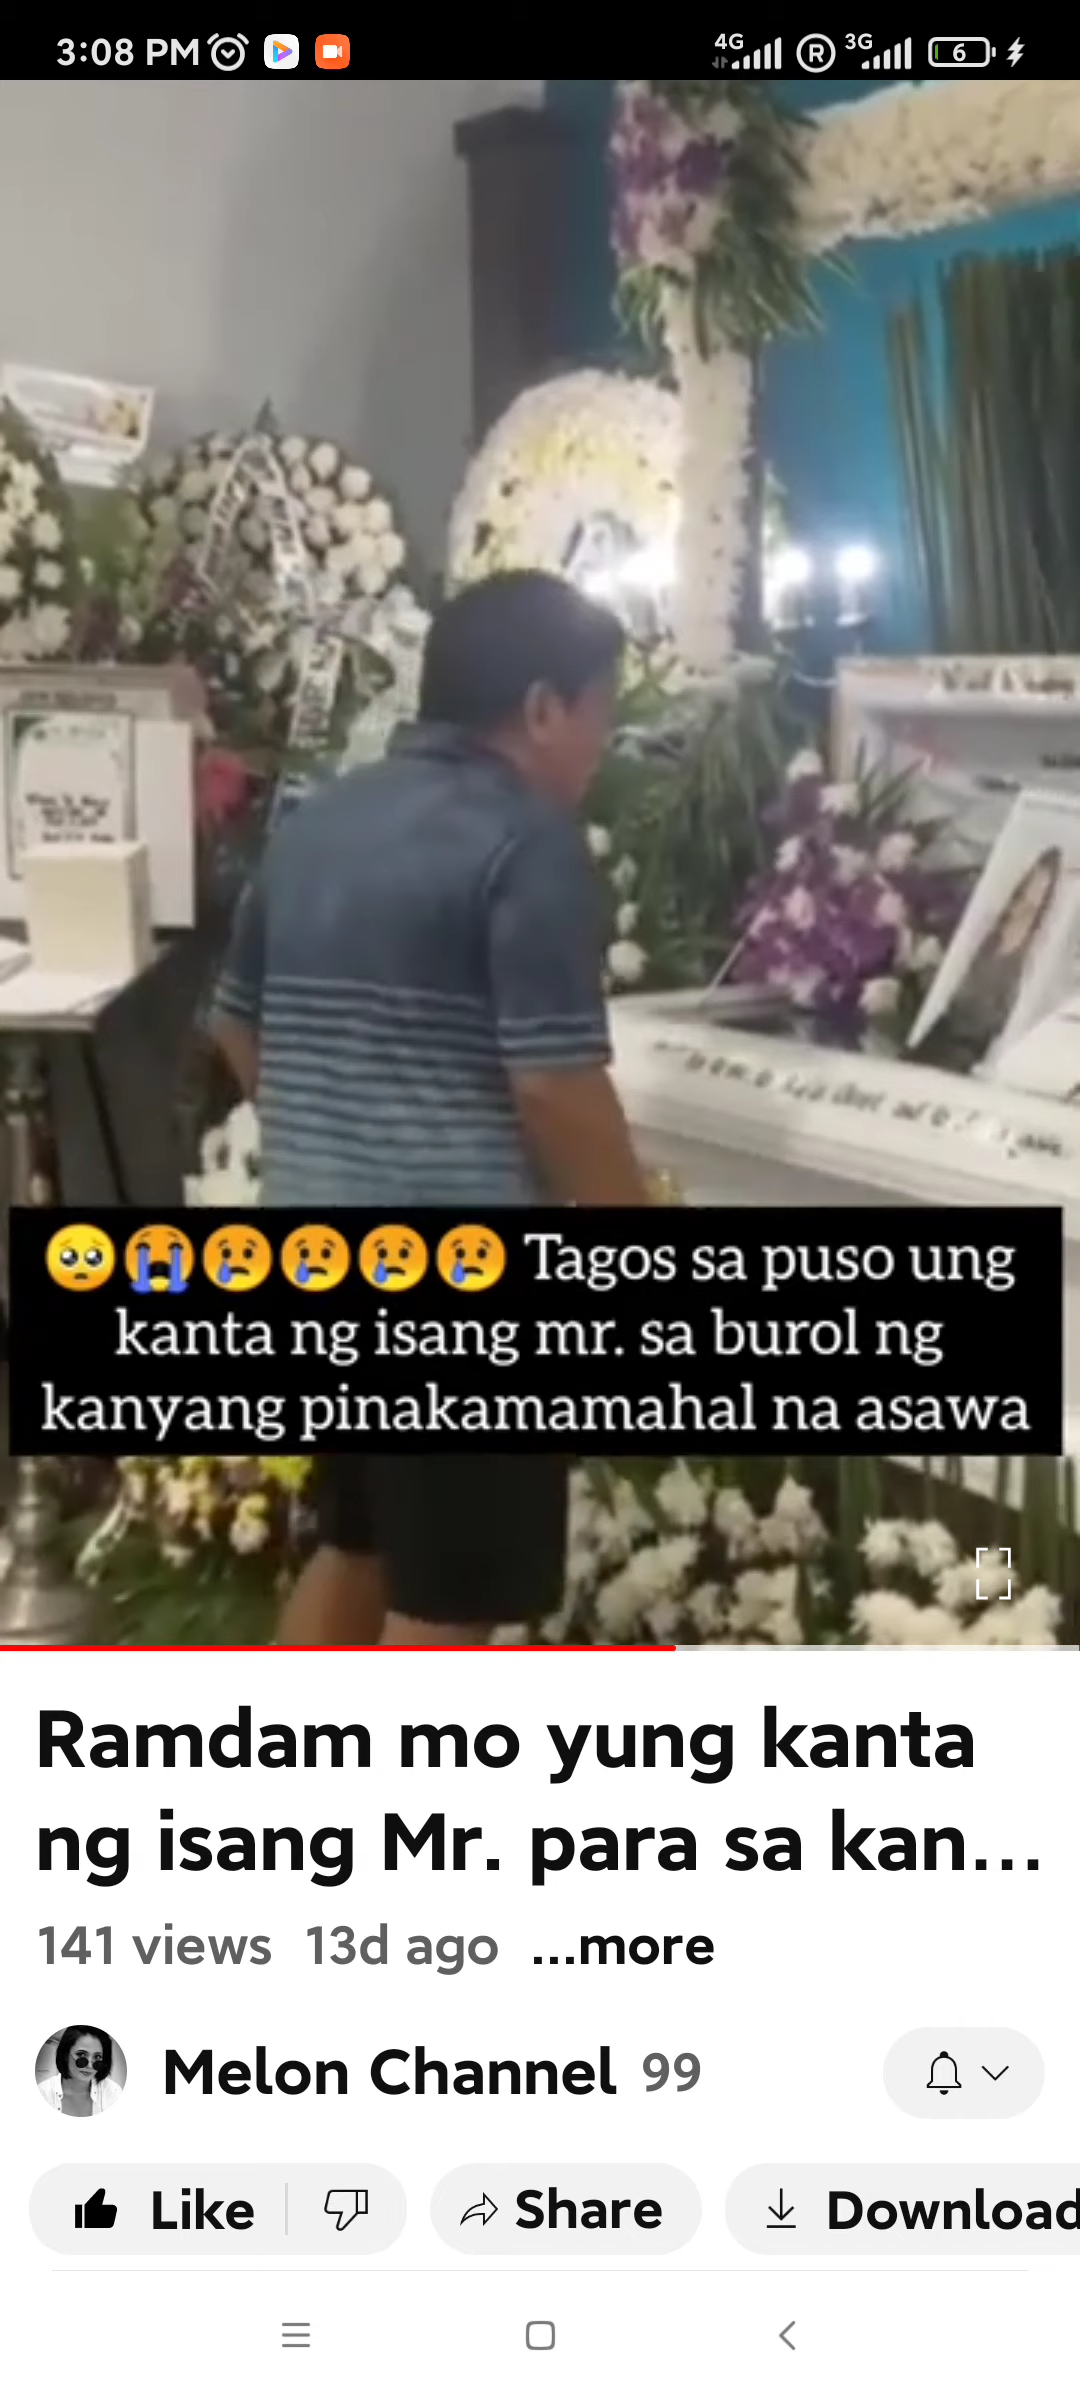 3:08 PM
4G
R
3G
6
🥺😭😢😢😢😢 Tagos sa puso ung
kanta ng isang mr. sa burol ng
kanyang pinakamamahal na asawa
Ramdam mo yung kanta
ng isang Mr. para sa kan...
141 views 13d ago ...more
Melon Channel 99
Like
Share
Download